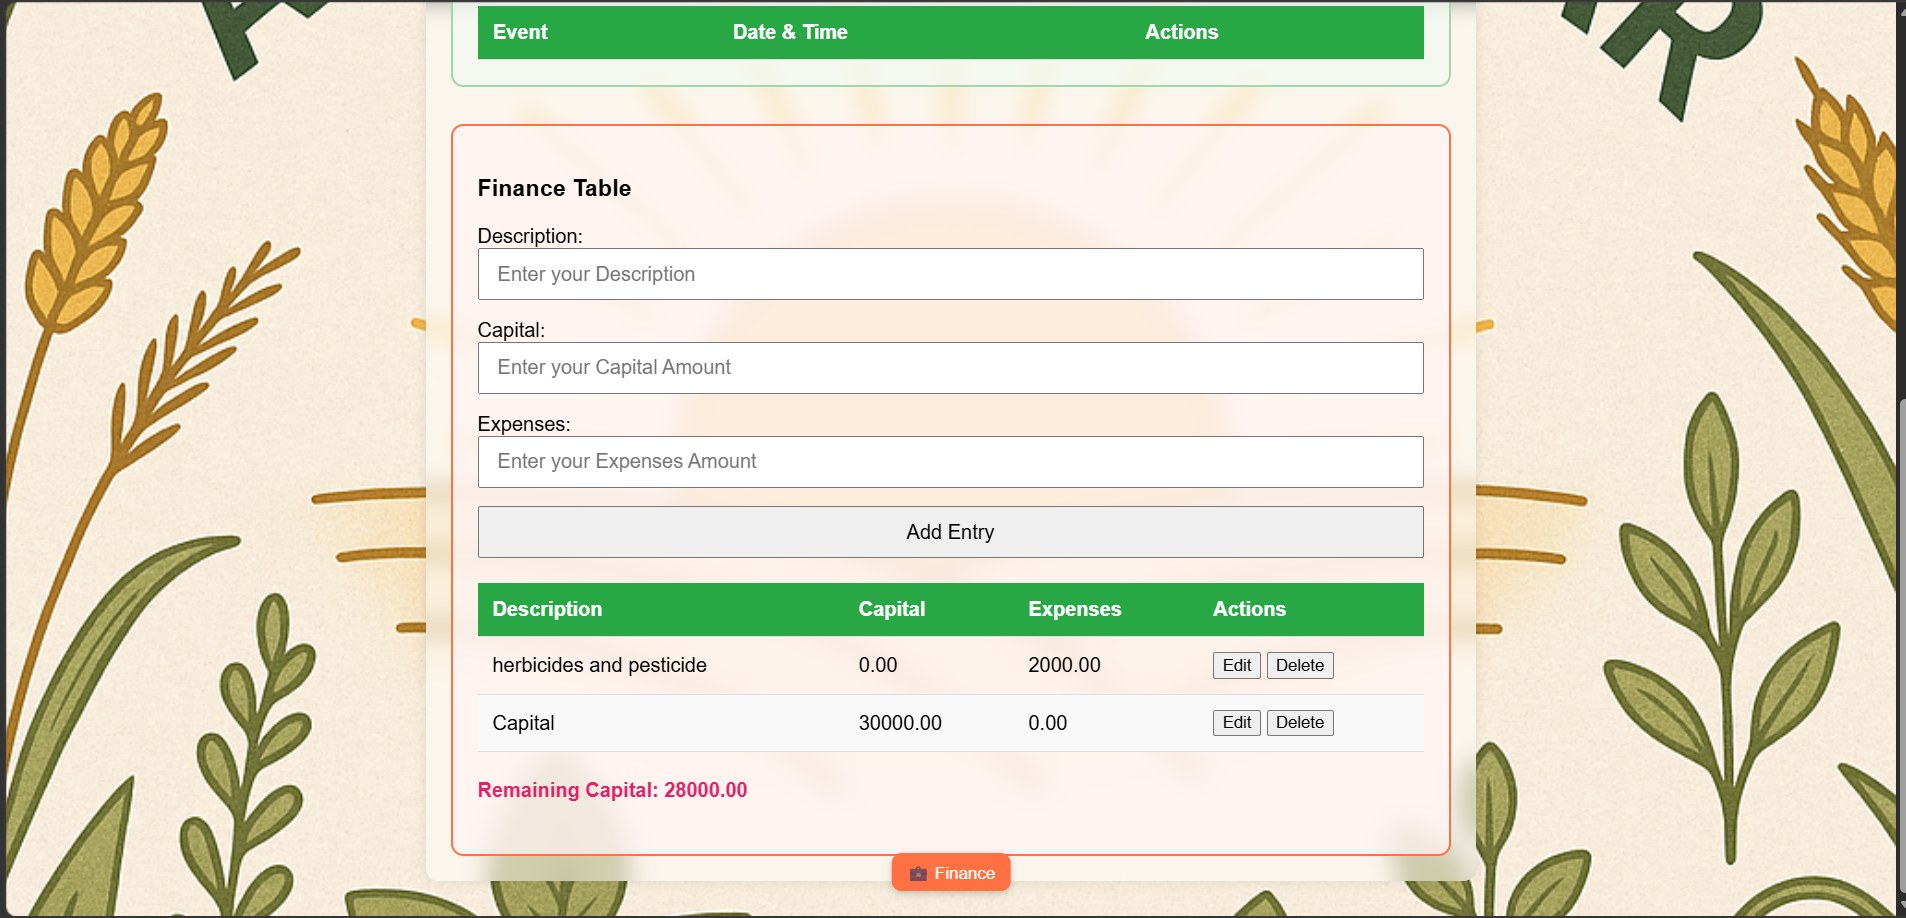 Event Date & Time Actions
Finance Table
Description:
Enter your Description
Capital:
Enter your Capital Amount
Expenses:
Enter your Expenses Amount
Add Entry
Description Capital Expenses Actions
herbicides and pesticide 0.00 2000.00 Edit Delete
Capital 30000.00 0.00 Edit Delete
Remaining Capital: 28000.00
Finance